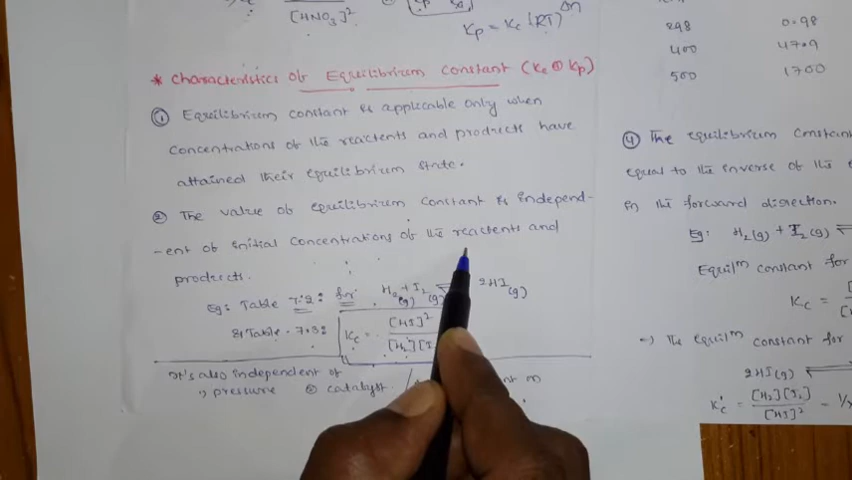 [HNO₃]²
Kp = Kc (RT)^Δn
* Characteristics of Equilibrium Constant (Kc or Kp)
① Equilibrium constant is applicable only when
concentrations of the reactents and products have
attained their equilibrium state.
② The value of equilibrium constant is independ-
-ent of initial concentrations of the reactents and
products.
Eg: Table 7.2: for H₂(g) + I₂(g) ⇌ 2HI(g)
&Table-7.3: Kc = [HI]² / [H₂][I
It's also independent of
i) pressure
catalyst.
298 0.98
400 47.9
500 1700
④ The equilibrium constant
equal to the inverse of the
in the forward direction.
Eg: H₂(g) + I₂(g) ⇌
Equilᵐ constant for
Kc =
→) The equilᵐ constant for
2HI(g) ⇌
K'c = [H₂][I₂] / [HI]² = 1/